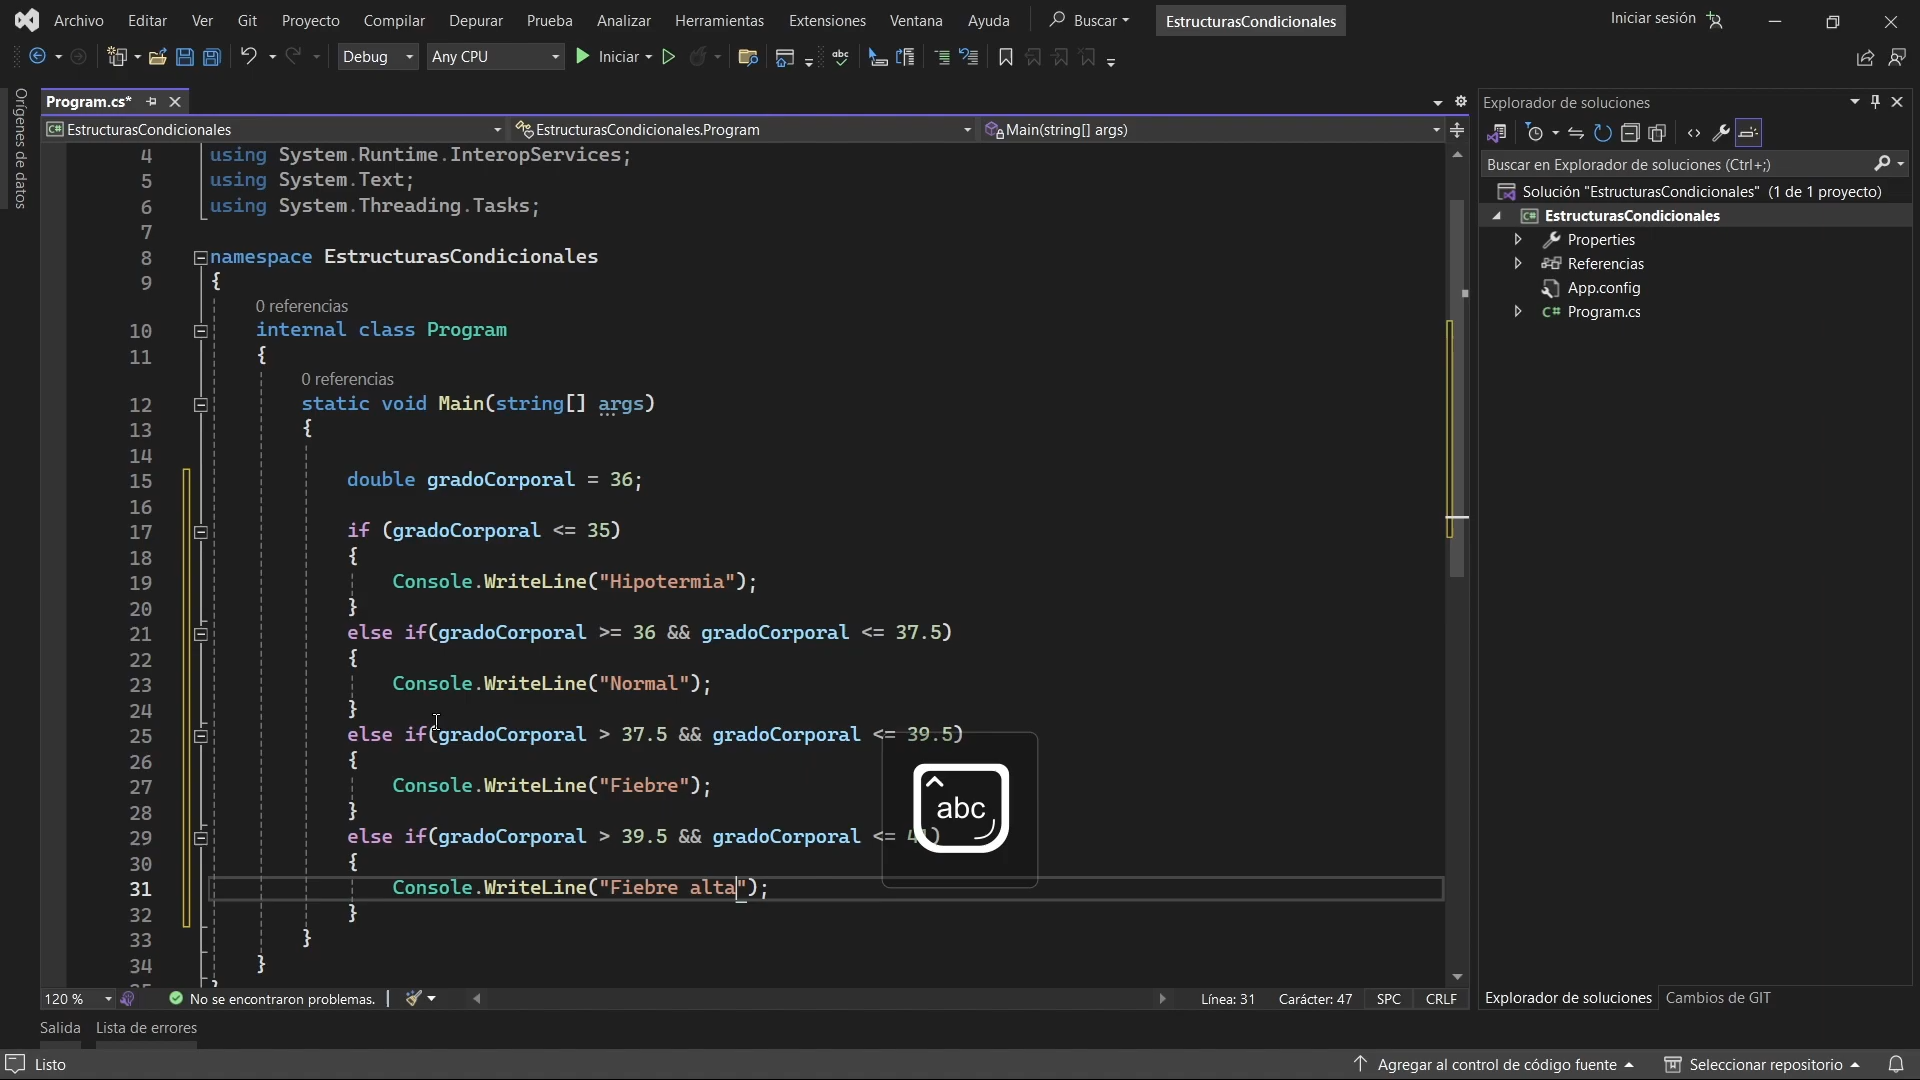 Archivo Editar Ver Git Proyecto Compilar Depurar Prueba Analizar Herramientas Extensiones Ventana Ayuda Buscar EstructurasCondicionales Iniciar sesión
Debug Any CPU Iniciar abc
Orígenes de datos
Program.cs*
EstructurasCondicionales EstructurasCondicionales.Program Main(string[] args)
4 using System.Runtime.InteropServices;
5 using System.Text;
6 using System.Threading.Tasks;
7
8 namespace EstructurasCondicionales
9 {
0 referencias
10 internal class Program
11 {
0 referencias
12 static void Main(string[] args)
13 {
14
15 double gradoCorporal = 36;
16
17 if (gradoCorporal <= 35)
18 {
19 Console.WriteLine("Hipotermia");
20 }
21 else if(gradoCorporal >= 36 && gradoCorporal <= 37.5)
22 {
23 Console.WriteLine("Normal");
24 }
25 else if(gradoCorporal > 37.5 && gradoCorporal <= 39.5)
26 {
27 Console.WriteLine("Fiebre");
28 }
29 else if(gradoCorporal > 39.5 && gradoCorporal <= 41)
30 {
31 Console.WriteLine("Fiebre alta");
32 }
33 }
34 }
abc
120 % No se encontraron problemas. Línea: 31 Carácter: 47 SPC CRLF
Salida Lista de errores
Explorador de soluciones
Buscar en Explorador de soluciones (Ctrl+;)
Solución "EstructurasCondicionales" (1 de 1 proyecto)
C# EstructurasCondicionales
Properties
Referencias
App.config
C# Program.cs
Explorador de soluciones Cambios de GIT
Listo Agregar al control de código fuente Seleccionar repositorio